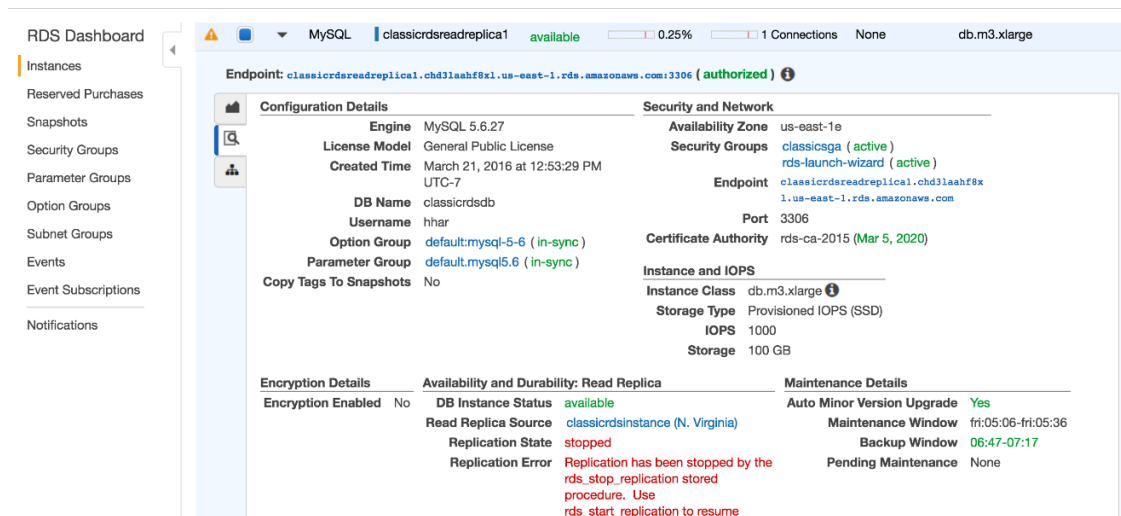 RDS Dashboard
Instances
Reserved Purchases
Snapshots
Security Groups
Parameter Groups
Option Groups
Subnet Groups
Events
Event Subscriptions
Notifications
MySQL classicrdsreadreplica1 available 0.25% 1 Connections None db.m3.xlarge
Endpoint: classicrdsreadreplica1.chd31aahf8xl.us-east-1.rds.amazonaws.com:3306 ( authorized )
Configuration Details
Engine MySQL 5.6.27
License Model General Public License
Created Time March 21, 2016 at 12:53:29 PM
UTC-7
DB Name classicrdsdb
Username hhar
Option Group default:mysql-5-6 ( in-sync )
Parameter Group default.mysql5.6 ( in-sync )
Copy Tags To Snapshots No
Security and Network
Availability Zone us-east-1e
Security Groups classicsga ( active )
rds-launch-wizard ( active )
Endpoint classicrdsreadreplica1.chd31aahf8x
l.us-east-1.rds.amazonaws.com
Port 3306
Certificate Authority rds-ca-2015 (Mar 5, 2020)
Instance and IOPS
Instance Class db.m3.xlarge
Storage Type Provisioned IOPS (SSD)
IOPS 1000
Storage 100 GB
Encryption Details
Encryption Enabled No
Availability and Durability: Read Replica
DB Instance Status available
Read Replica Source classicrdsinstance (N. Virginia)
Replication State stopped
Replication Error Replication has been stopped by the
rds_stop_replication stored
procedure. Use
rds_start_replication to resume
Maintenance Details
Auto Minor Version Upgrade Yes
Maintenance Window fri:05:06-fri:05:36
Backup Window 06:47-07:17
Pending Maintenance None